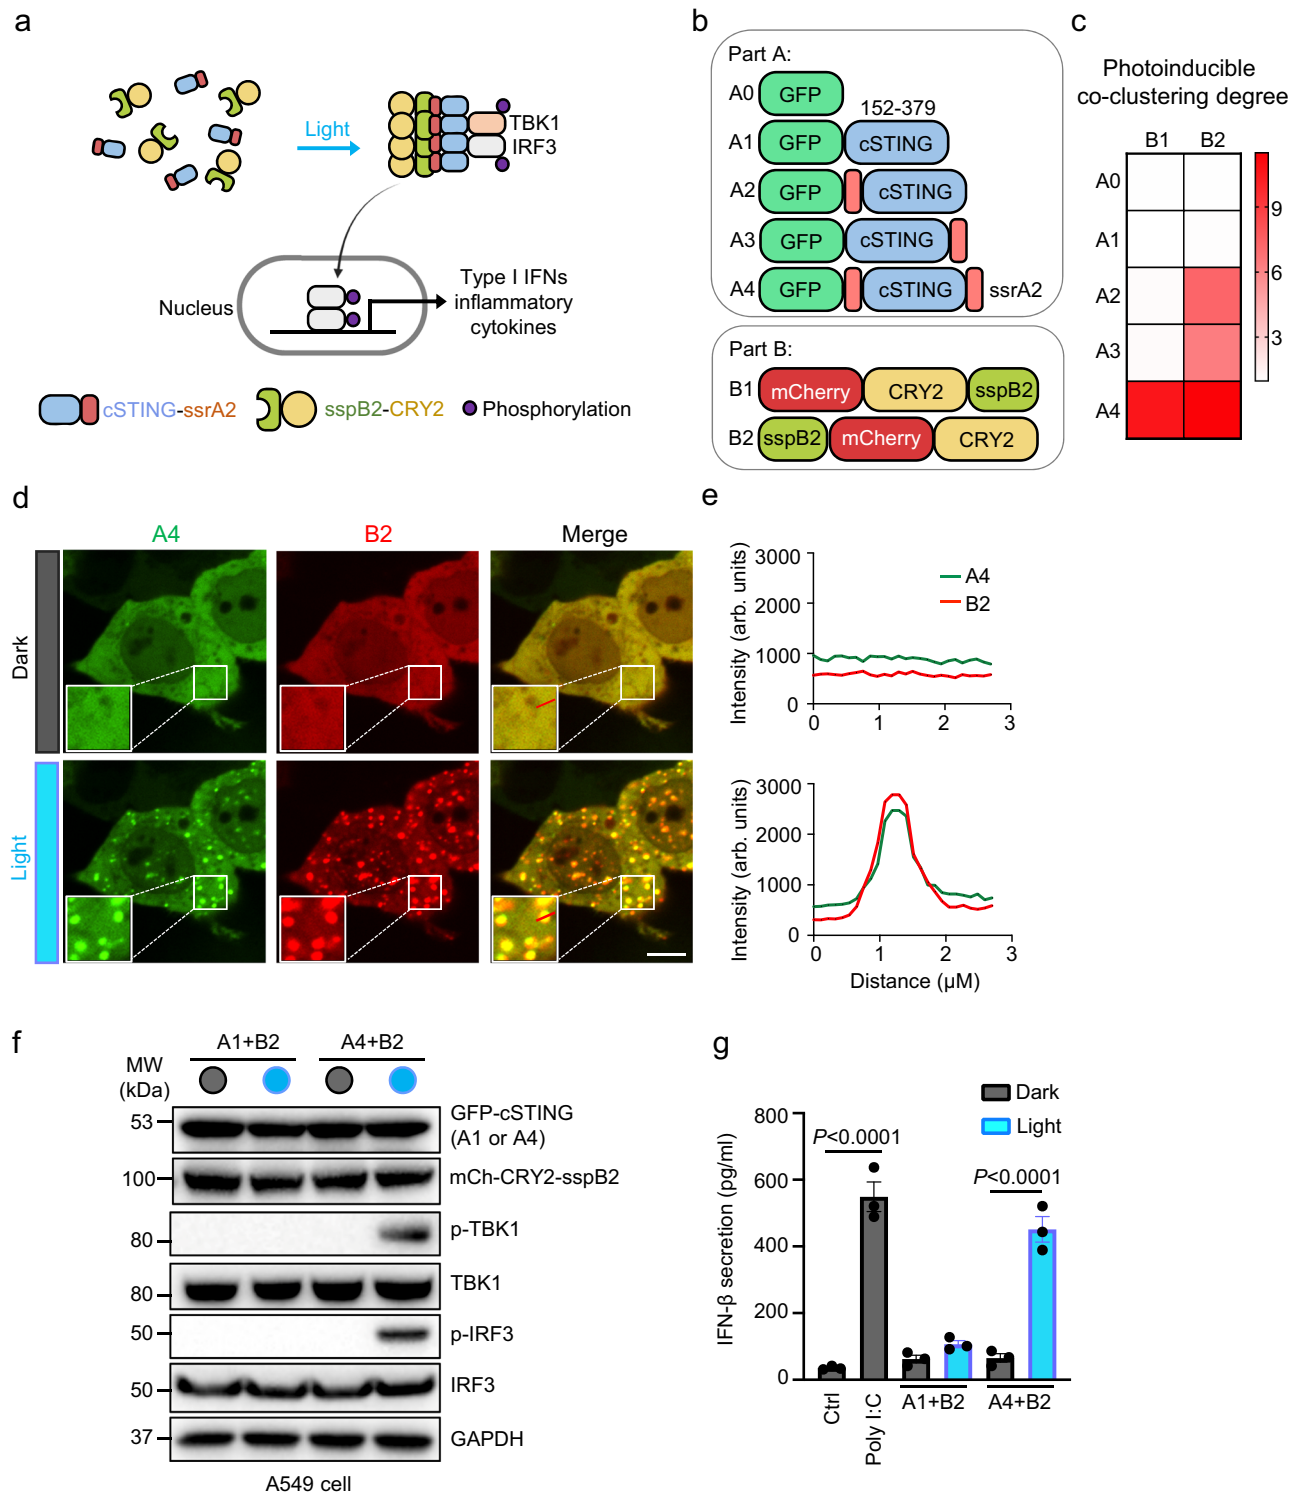 a
Light
TBK1
IRF3
Nucleus
Type I IFNs
inflammatory
cytokines
cSTING-ssrA2
sspB2-CRY2
Phosphorylation
b
Part A:
A0 GFP
152-379
A1 GFP cSTING
A2 GFP cSTING
A3 GFP cSTING
A4 GFP cSTING ssrA2
Part B:
B1 mCherry CRY2 sspB2
B2 sspB2 mCherry CRY2
c
Photoinducible
co-clustering degree
B1 B2
A0
A1
A2
A3
A4
9
6
3
d
A4 B2 Merge
Dark
Light
e
Intensity (arb. units)
3000
2000
1000
0
0 1 2 3
A4
B2
Intensity (arb. units)
3000
2000
1000
0
0 1 2 3
Distance (µM)
f
A1+B2 A4+B2
MW
(kDa)
53 GFP-cSTING
(A1 or A4)
100 mCh-CRY2-sspB2
80 p-TBK1
80 TBK1
50 p-IRF3
50 IRF3
37 GAPDH
A549 cell
g
Dark
Light
IFN-β secretion (pg/ml)
800
600
400
200
0
P<0.0001
P<0.0001
Ctrl
Poly I:C
A1+B2
A4+B2